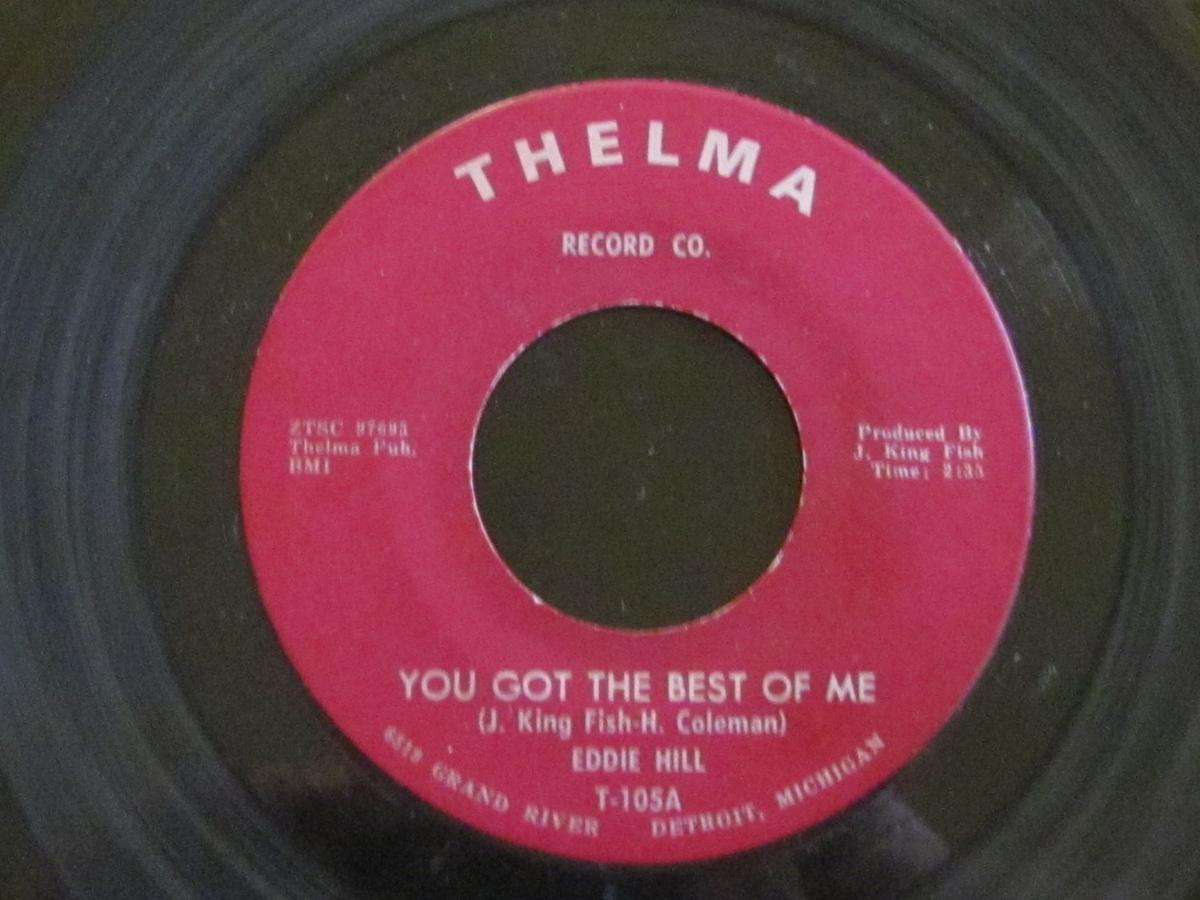 THELMA
RECORD CO.
ZTSC 97695
Thelma Pub.
BMI
Produced By
J. King Fish
Time: 2:35
YOU GOT THE BEST OF ME
(J. King Fish-H. Coleman)
EDDIE HILL
T-105A
GRAND RIVER DETROIT, MICHIGAN